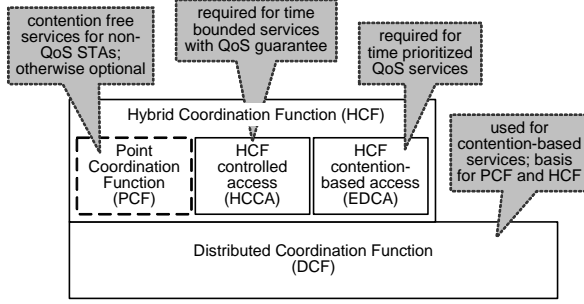 contention free
services for non-
QoS STAs;
otherwise optional
required for time
bounded services
with QoS guarantee
required for
time prioritized
QoS services
used for
contention-based
services; basis
for PCF and HCF
Hybrid Coordination Function (HCF)
Point
Coordination
Function
(PCF)
HCF
controlled
access
(HCCA)
HCF
contention-
based access
(EDCA)
Distributed Coordination Function
(DCF)